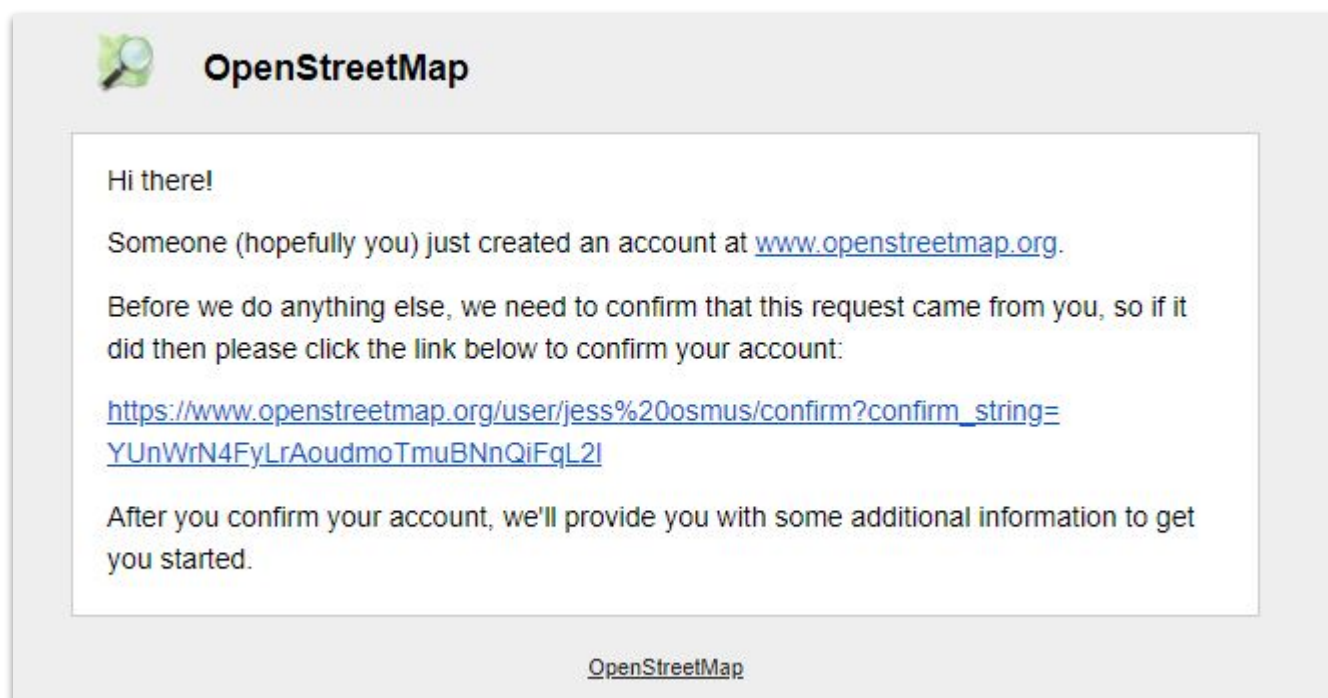 OpenStreetMap
Hi there!
Someone (hopefully you) just created an account at www.openstreetmap.org.
Before we do anything else, we need to confirm that this request came from you, so if it
did then please click the link below to confirm your account:
https://www.openstreetmap.org/user/jess%20osmus/confirm?confirm_string=
YUnWrN4FyLrAoudmoTmuBNnQiFqL2l
After you confirm your account, we'll provide you with some additional information to get
you started.
OpenStreetMap